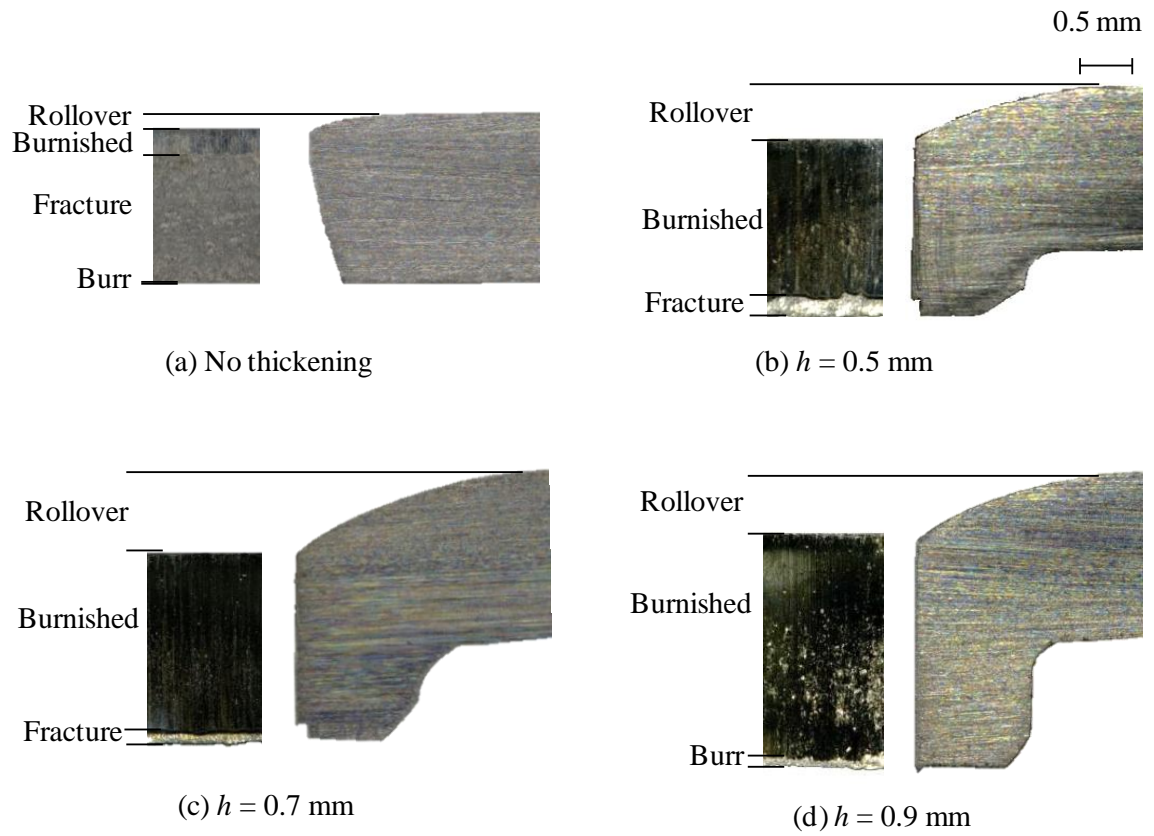 0.5 mm
Rollover
Burnished
Fracture
Burr
(a) No thickening
Rollover
Burnished
Fracture
(b) h = 0.5 mm
Rollover
Burnished
Fracture
(c) h = 0.7 mm
Rollover
Burnished
Burr
(d) h = 0.9 mm